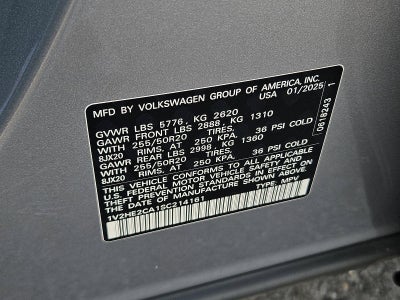 MFD BY VOLKSWAGEN GROUP OF AMERICA, INC.
USA 01/2025
GVWR LBS 5776, KG 2620
GAWR FRONT LBS 2888, KG 1310
WITH 255/50R20 TIRES,
8JX20 RIMS, AT 250 KPA, 36 PSI COLD
GAWR REAR LBS 2998, KG 1360
WITH 255/50R20 TIRES,
8JX20 RIMS, AT 250 KPA, 36 PSI COLD
THIS VEHICLE CONFORMS TO ALL APPLICABLE
U.S. FEDERAL MOTOR VEHICLE SAFETY STANDARDS
IN EFFECT ON THE DATE OF MANUFACTURE SHOWN ABOVE.
1V2HE2CA1SC214161 TYPE: MPV
0618243 1